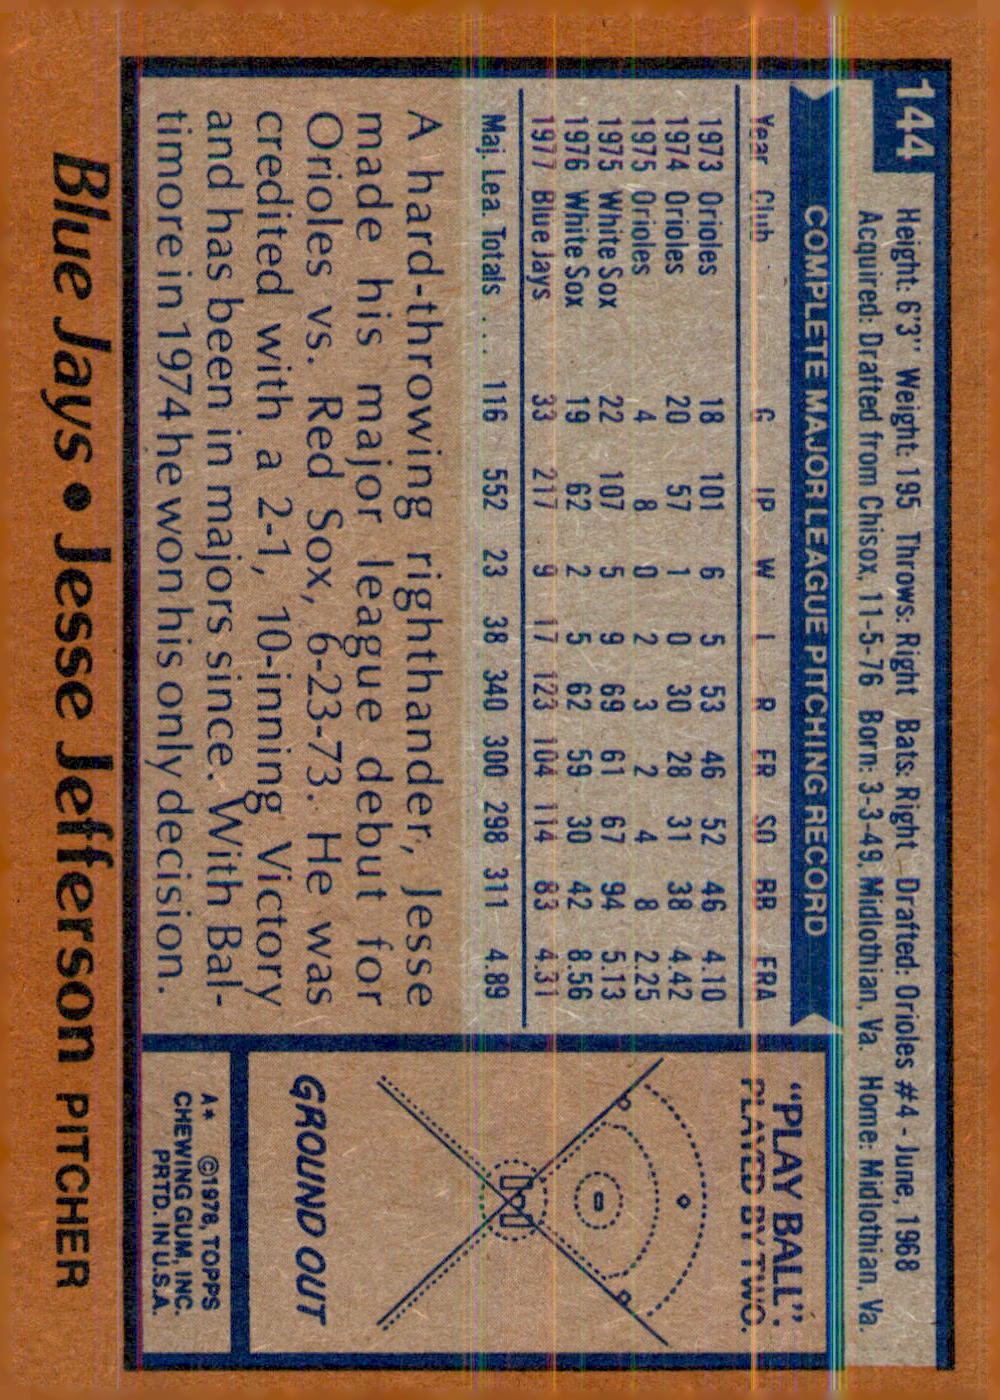 144
Height: 6'3" Weight: 195 Throws: Right Bats: Right Drafted: Orioles #4 - June, 1968
Acquired: Drafted from Chisox, 11-5-76 Born: 3-3-49, Midlothian, Va. Home: Midlothian, Va.
COMPLETE MAJOR LEAGUE PITCHING RECORD
Year Club G IP W L R ER SO BB ERA
1973 Orioles 18 101 6 5 53 46 52 46 4.10
1974 Orioles 20 57 1 0 30 28 31 38 4.42
1975 Orioles 4 8 0 2 3 2 4 8 2.25
1975 White Sox 22 107 5 9 69 61 67 94 5.13
1976 White Sox 19 62 2 5 62 59 30 42 8.56
1977 Blue Jays 33 217 9 17 123 104 114 83 4.31
Maj. Lea. Totals . . . 116 552 23 38 340 300 298 311 4.89
A hard-throwing righthander, Jesse
made his major league debut for
Orioles vs. Red Sox, 6-23-73. He was
credited with a 2-1, 10-inning Victory
and has been in majors since. With Bal-
timore in 1974 he won his only decision.
"PLAY BALL":
PLAYED BY TWO.
GROUND OUT
A* ©1978, TOPPS
CHEWING GUM, INC.
PRTD. IN U.S.A.
Blue Jays • Jesse Jefferson PITCHER